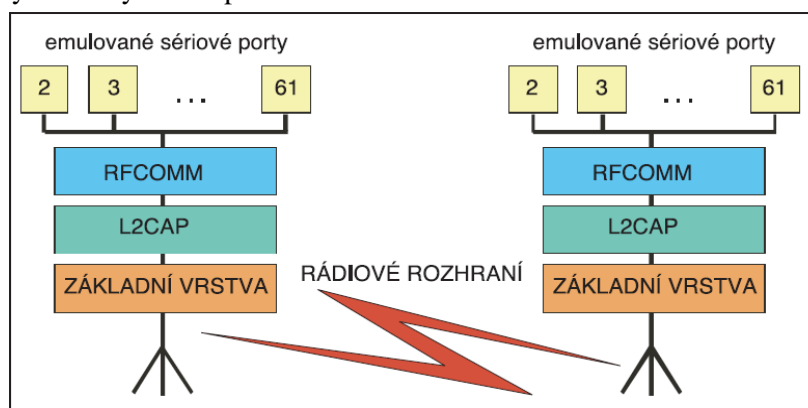 emulované sériové porty
2 3 ... 61
RFCOMM
L2CAP
ZÁKLADNÍ VRSTVA
RÁDIOVÉ ROZHRANÍ
emulované sériové porty
2 3 ... 61
RFCOMM
L2CAP
ZÁKLADNÍ VRSTVA